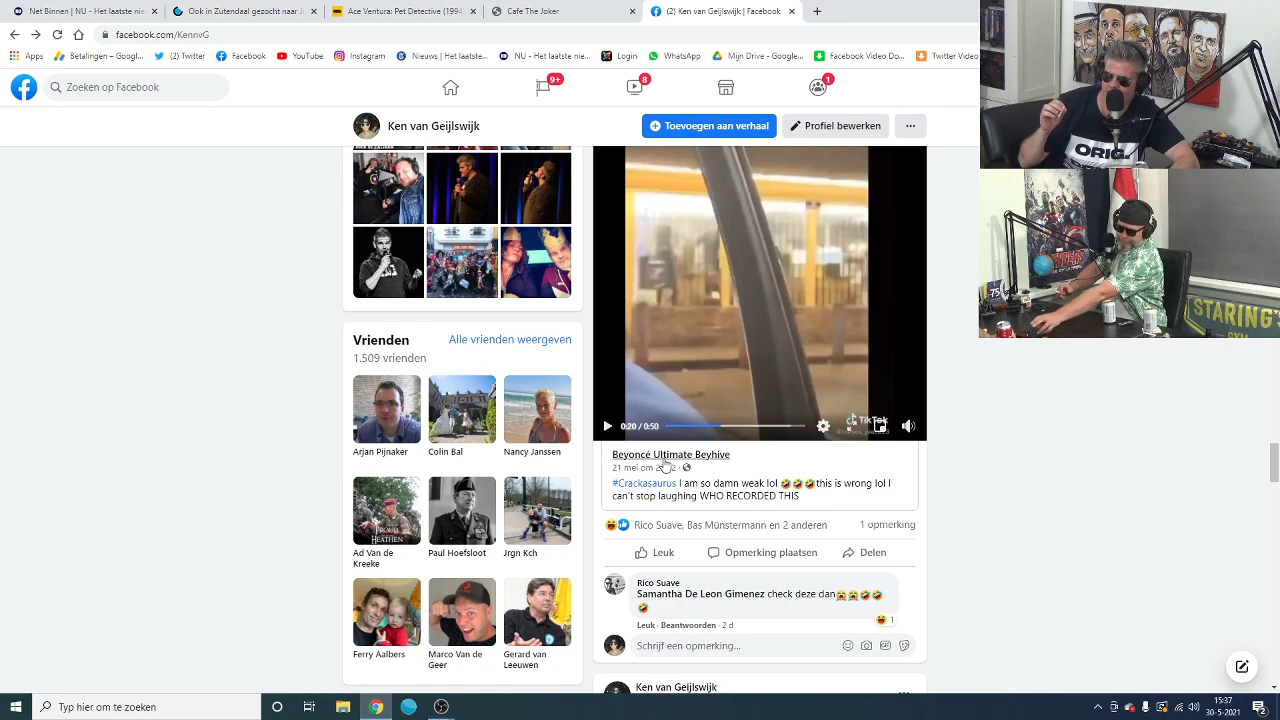 Net Binnen | NU - Het laatste nie
Ook in Zutendaal gezocht naar J
Ace Ventura: Pet Detective (1994
Cafe The Joker
(2) Ken van Geijlswijk | Facebook
facebook.com/KennvG
Apps
Betalingen - Googl...
(2) Twitter
Facebook
YouTube
Instagram
Nieuws | Het laatste...
NU - Het laatste nie...
Login
WhatsApp
Mijn Drive - Google...
Facebook Video Do...
Twitter Video
Zoeken op Facebook
9+
8
1
Ken van Geijlswijk
Toevoegen aan verhaal
Profiel bewerken
ORIG.
STARING'S
GYM
75
Vrienden
Alle vrienden weergeven
1.509 vrienden
Arjan Pijnaker
Colin Bal
Nancy Janssen
PROUD
HEATHEN
Ad Van de
Kreeke
Paul Hoefsloot
Jrgn Kch
Ferry Aalbers
Marco Van de
Geer
Gerard van
Leeuwen
TikTok
0:20 / 0:50
Beyoncé Ultimate Beyhive
21 mei om
#Crackasaurus I am so damn weak lol 🤣🤣🤣this is wrong lol I
can't stop laughing WHO RECORDED THIS
Rico Suave, Bas Münstermann en 2 anderen
1 opmerking
Leuk
Opmerking plaatsen
Delen
Rico Suave
Samantha De Leon Gimenez check deze dan😭😭🤣🤣
🤣
1
Leuk · Beantwoorden · 2 d
Schrijf een opmerking...
Ken van Geijlswijk
Typ hier om te zoeken
15:37
30-5-2021
2